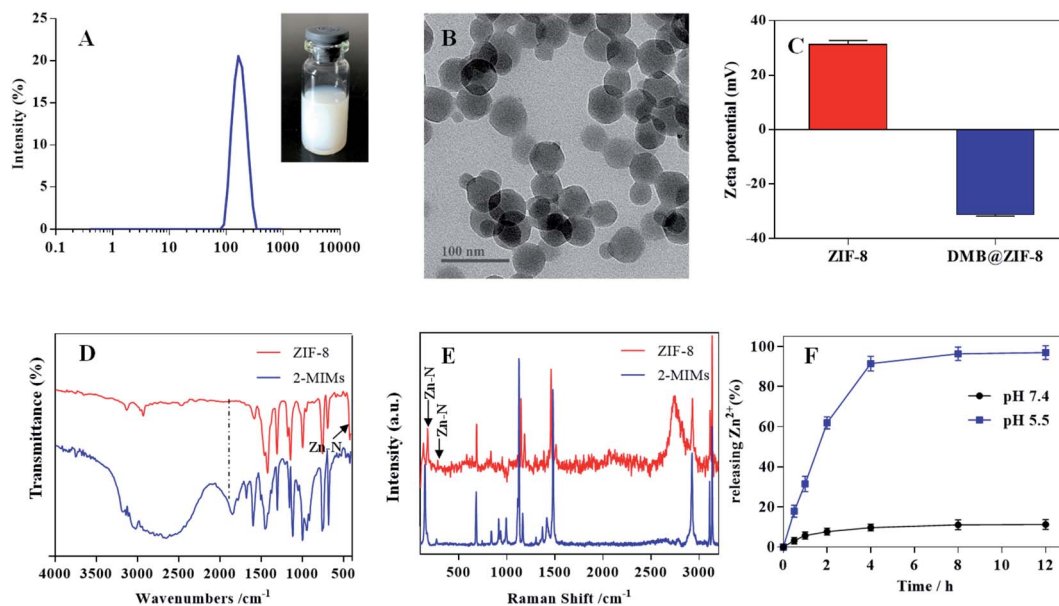 A
Intensity (%)
25
20
15
10
5
0
0.1 1 10 100 1000 10000
B
100 nm
C
Zeta potential (mV)
40
20
0
-20
-40
ZIF-8 DMB@ZIF-8
D
ZIF-8
2-MIMs
Zn-N
Transmittance (%)
4000 3500 3000 2500 2000 1500 1000 500
Wavenumbers /cm-1
E
ZIF-8
2-MIMs
Zn-N
Zn-N
Intensity (a.u.)
500 1000 1500 2000 2500 3000
Raman Shift /cm-1
F
releasing Zn2+(%)
100
80
60
40
20
0
pH 7.4
pH 5.5
0 2 4 6 8 10 12
Time / h